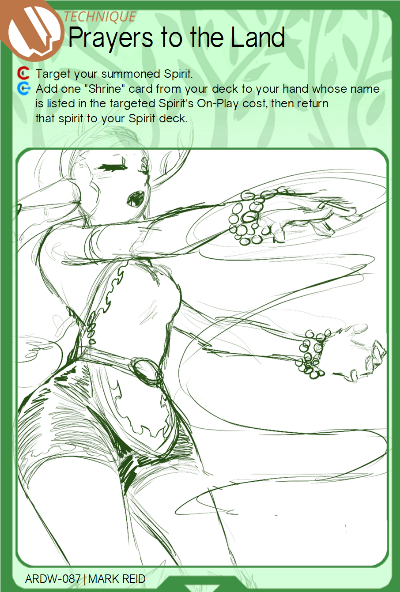 TECHNIQUE
Prayers to the Land
C Target your summoned Spirit.
Add one "Shrine" card from your deck to your hand whose name
is listed in the targeted Spirit's On-Play cost, then return
that spirit to your Spirit deck.
ARDW-087 | MARK REID